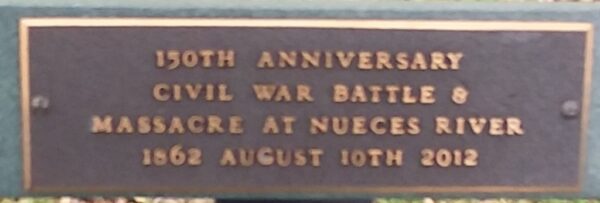 150TH ANNIVERSARY
CIVIL WAR BATTLE &
MASSACRE AT NUECES RIVER
1862 AUGUST 10TH 2012